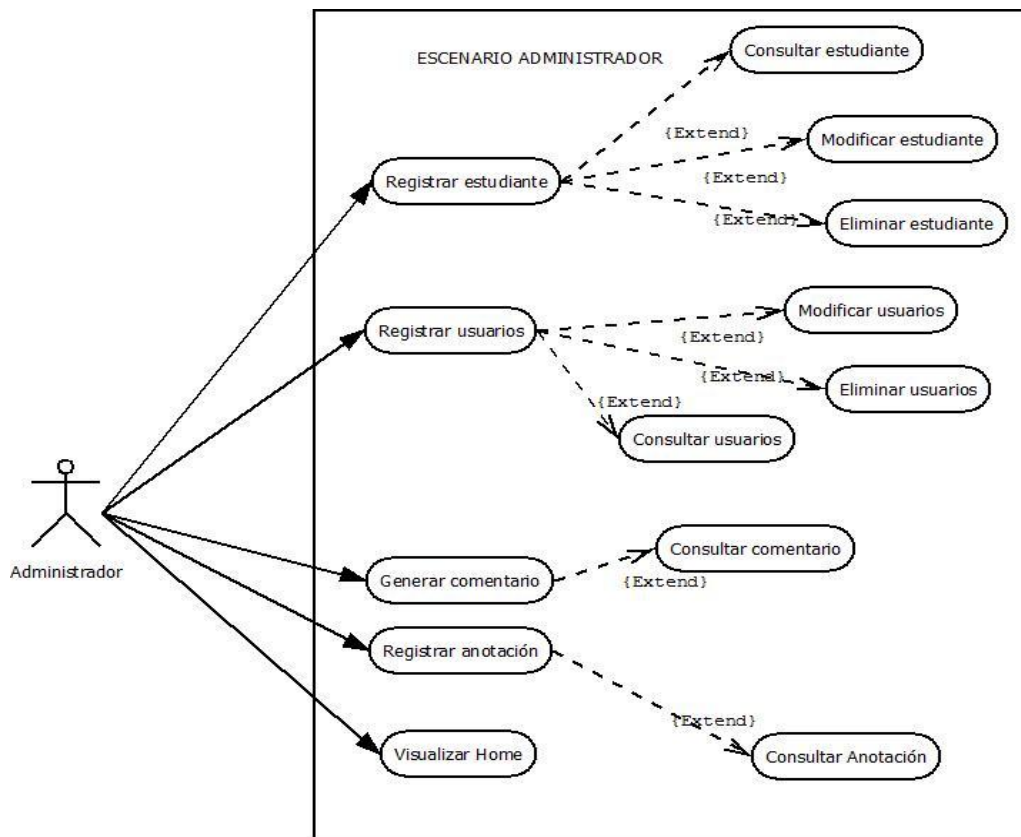 ESCENARIO ADMINISTRADOR
Consultar estudiante
{Extend}
Modificar estudiante
Registrar estudiante
{Extend}
{Extend}
Eliminar estudiante
Modificar usuarios
Registrar usuarios
{Extend}
{Extend}
Eliminar usuarios
{Extend}
Consultar usuarios
Administrador
Consultar comentario
Generar comentario
{Extend}
Registrar anotación
{Extend}
Visualizar Home
Consultar Anotación